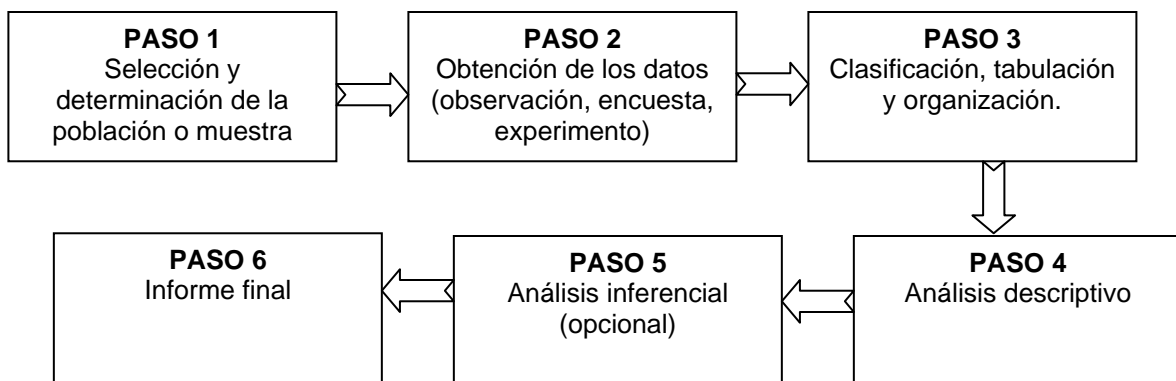 PASO 1
Selección y
determinación de la
población o muestra
PASO 2
Obtención de los datos
(observación, encuesta,
experimento)
PASO 3
Clasificación, tabulación
y organización.
PASO 4
Análisis descriptivo
PASO 5
Análisis inferencial
(opcional)
PASO 6
Informe final